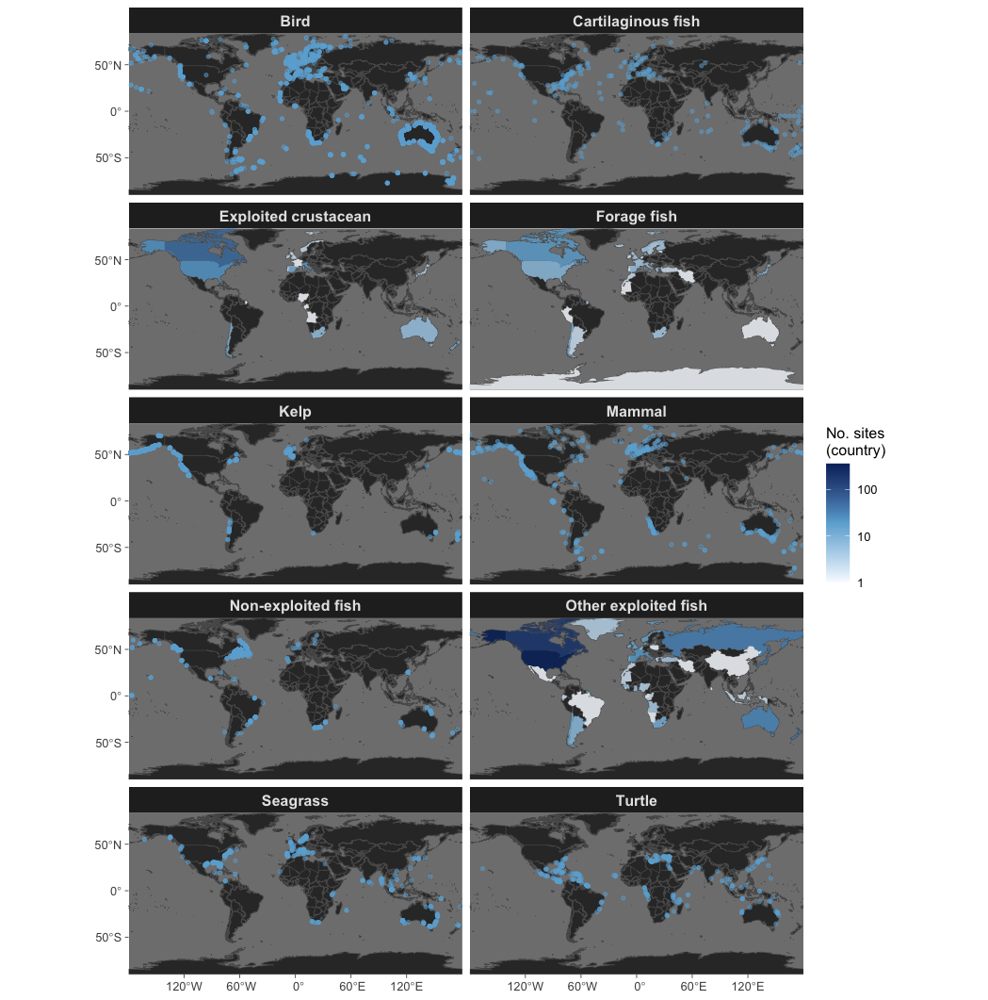 Bird
Cartilaginous fish
50°N
0°
50°S
Exploited crustacean
Forage fish
50°N
0°
50°S
Kelp
Mammal
50°N
0°
50°S
No. sites
(country)
100
10
1
Non-exploited fish
Other exploited fish
50°N
0°
50°S
Seagrass
Turtle
50°N
0°
50°S
120°W 60°W 0° 60°E 120°E
120°W 60°W 0° 60°E 120°E